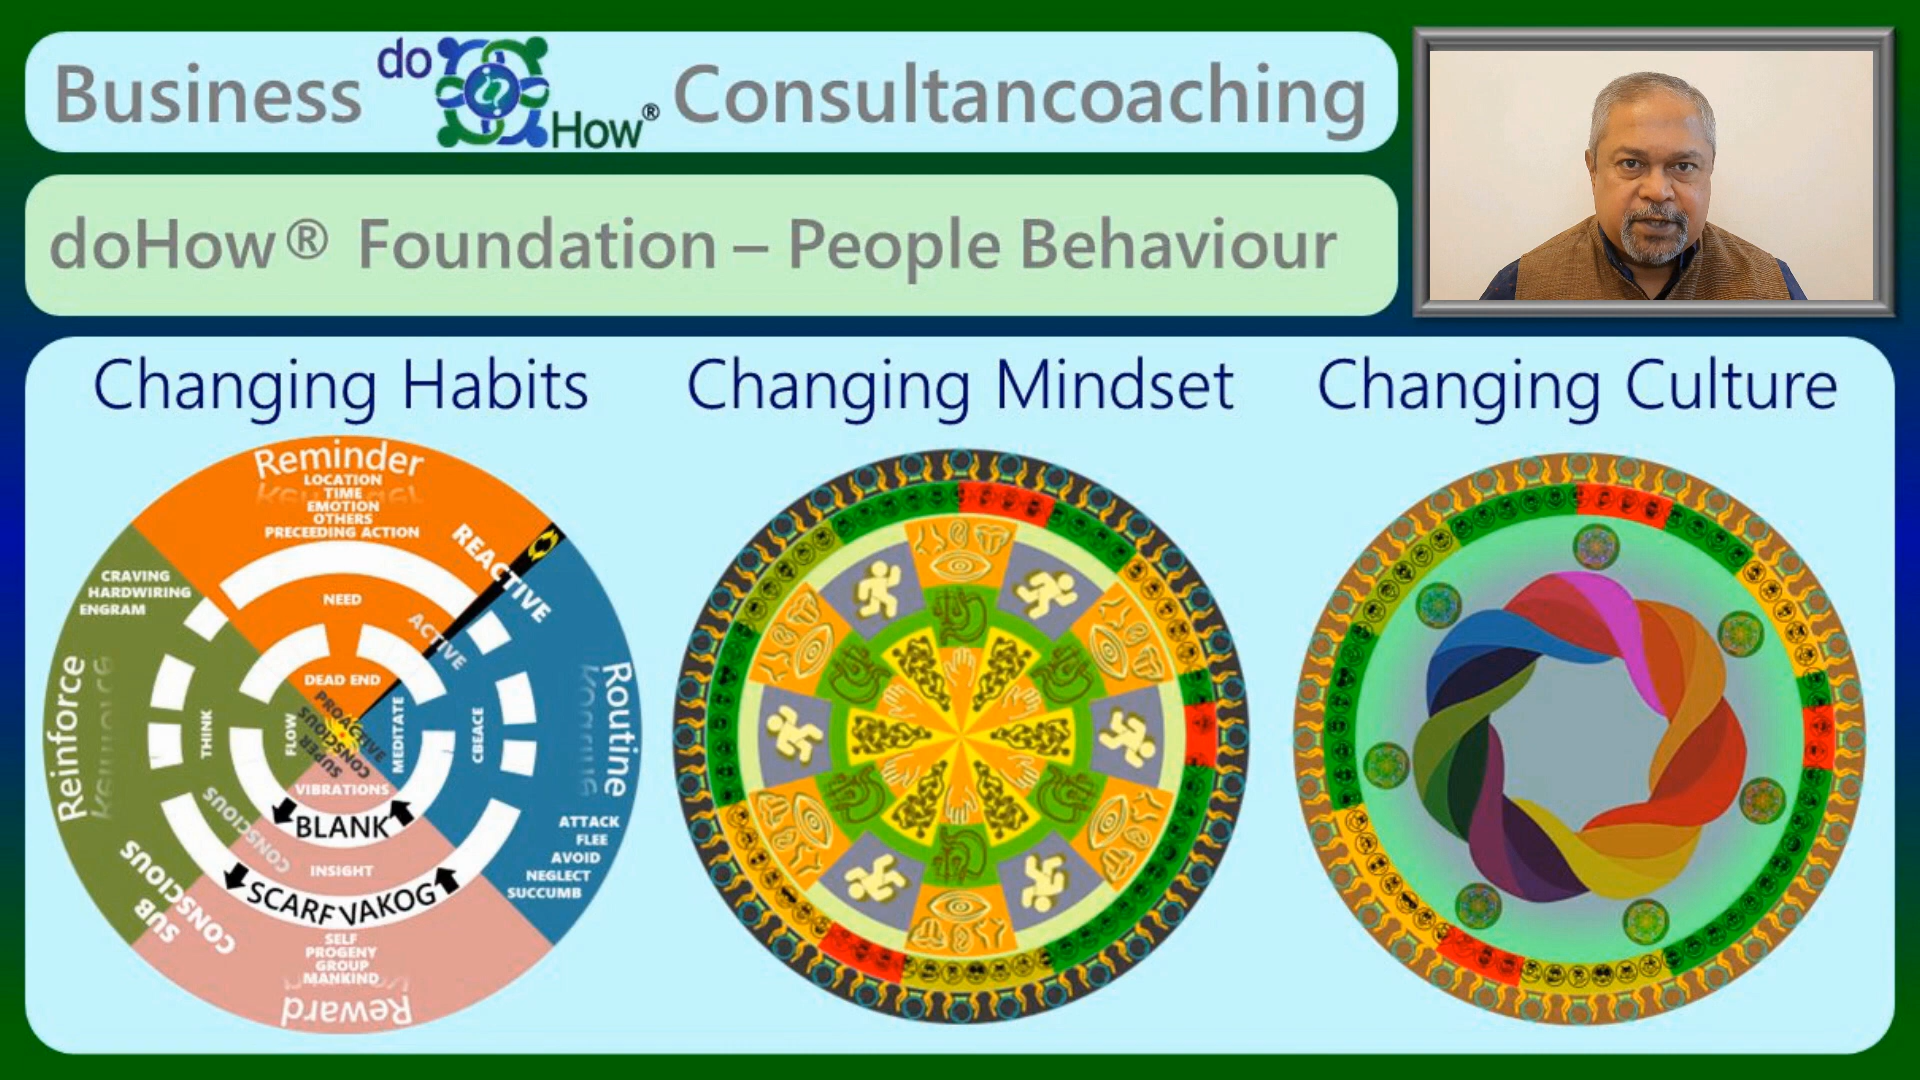 Business doHow® Consultancoaching
doHow® Foundation – People Behaviour
Changing Habits
Changing Mindset
Changing Culture
Reminder
LOCATION
TIME
EMOTION
OTHERS
PRECEEDING ACTION
REACTIVE
CRAVING
HARDWIRING
ENGRAM
NEED
ACTIVE
DEAD END
PROACTIVE
SUPER
CONSCIOUS
Reinforce
THINK
FLOW
MEDITATE
CBEACE
Routine
VIBRATIONS
BLANK
CONSCIOUS
INSIGHT
SCARF VAKOG
SUB
CONSCIOUS
ATTACK
FLEE
AVOID
NEGLECT
SUCCUMB
SELF
PROGENY
GROUP
MANKIND
Reward